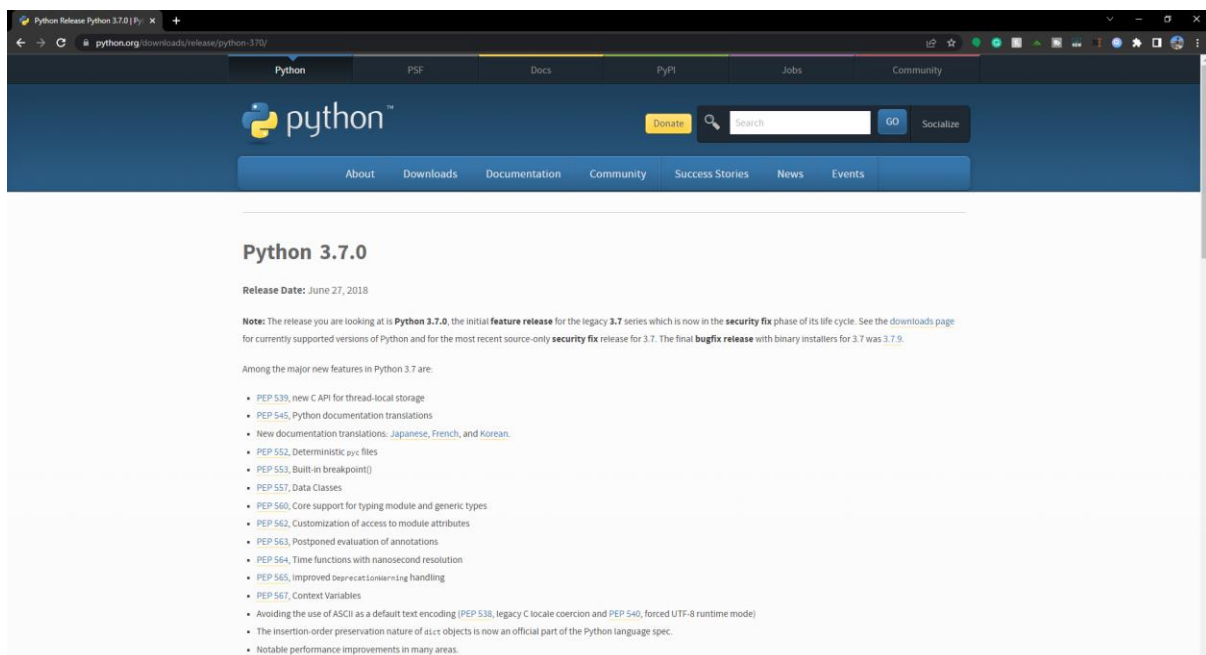 Python Release Python 3.7.0 | Py
python.org/downloads/release/python-370/
Python PSF Docs PyPI Jobs Community
python™
Donate Search GO Socialize
About Downloads Documentation Community Success Stories News Events
Python 3.7.0
Release Date: June 27, 2018
Note: The release you are looking at is Python 3.7.0, the initial feature release for the legacy 3.7 series which is now in the security fix phase of its life cycle. See the downloads page
for currently supported versions of Python and for the most recent source-only security fix release for 3.7. The final bugfix release with binary installers for 3.7 was 3.7.9.
Among the major new features in Python 3.7 are:
• PEP 539, new C API for thread-local storage
• PEP 545, Python documentation translations
• New documentation translations: Japanese, French, and Korean.
• PEP 552, Deterministic pyc files
• PEP 553, Built-in breakpoint()
• PEP 557, Data Classes
• PEP 560, Core support for typing module and generic types
• PEP 562, Customization of access to module attributes
• PEP 563, Postponed evaluation of annotations
• PEP 564, Time functions with nanosecond resolution
• PEP 565, Improved DeprecationWarning handling
• PEP 567, Context Variables
• Avoiding the use of ASCII as a default text encoding (PEP 538, legacy C locale coercion and PEP 540, forced UTF-8 runtime mode)
• The insertion-order preservation nature of dict objects is now an official part of the Python language spec.
• Notable performance improvements in many areas.